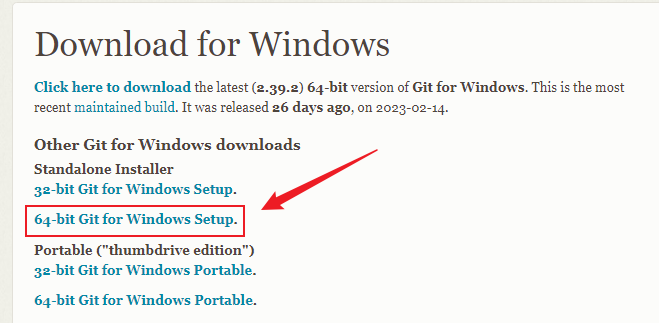 Download for Windows
Click here to download the latest (2.39.2) 64-bit version of Git for Windows. This is the most
recent maintained build. It was released 26 days ago, on 2023-02-14.
Other Git for Windows downloads
Standalone Installer
32-bit Git for Windows Setup.
64-bit Git for Windows Setup.
Portable ("thumbdrive edition")
32-bit Git for Windows Portable.
64-bit Git for Windows Portable.